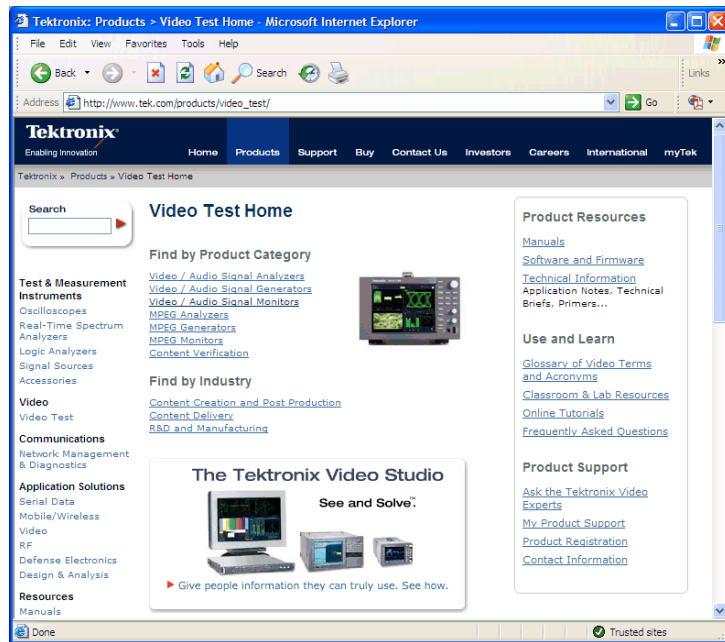 Tektronix: Products > Video Test Home - Microsoft Internet Explorer
File Edit View Favorites Tools Help
Back Search Links
Address http://www.tek.com/products/video_test/ Go
Tektronix
Enabling Innovation
Home Products Support Buy Contact Us Investors Careers International myTek
Tektronix » Products » Video Test Home
Search
Test & Measurement
Instruments
Oscilloscopes
Real-Time Spectrum
Analyzers
Logic Analyzers
Signal Sources
Accessories
Video
Video Test
Communications
Network Management
& Diagnostics
Application Solutions
Serial Data
Mobile/Wireless
Video
RF
Defense Electronics
Design & Analysis
Resources
Manuals
Video Test Home
Find by Product Category
Video / Audio Signal Analyzers
Video / Audio Signal Generators
Video / Audio Signal Monitors
MPEG Analyzers
MPEG Generators
MPEG Monitors
Content Verification
Find by Industry
Content Creation and Post Production
Content Delivery
R&D and Manufacturing
The Tektronix Video Studio
See and Solve.™
Give people information they can truly use. See how.
Product Resources
Manuals
Software and Firmware
Technical Information
Application Notes, Technical
Briefs, Primers...
Use and Learn
Glossary of Video Terms
and Acronyms
Classroom & Lab Resources
Online Tutorials
Frequently Asked Questions
Product Support
Ask the Tektronix Video
Experts
My Product Support
Product Registration
Contact Information
Done Trusted sites